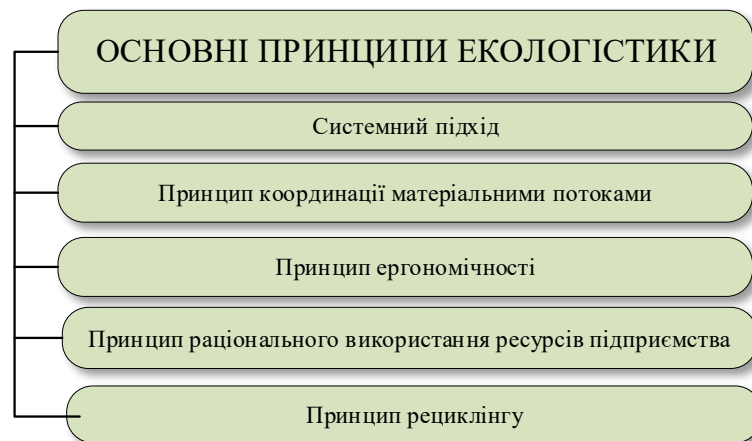 ОСНОВНІ ПРИНЦИПИ ЕКОЛОГІСТИКИ
Системний підхід
Принцип координації матеріальними потоками
Принцип ергономічності
Принцип раціонального використання ресурсів підприємства
Принцип рециклінгу